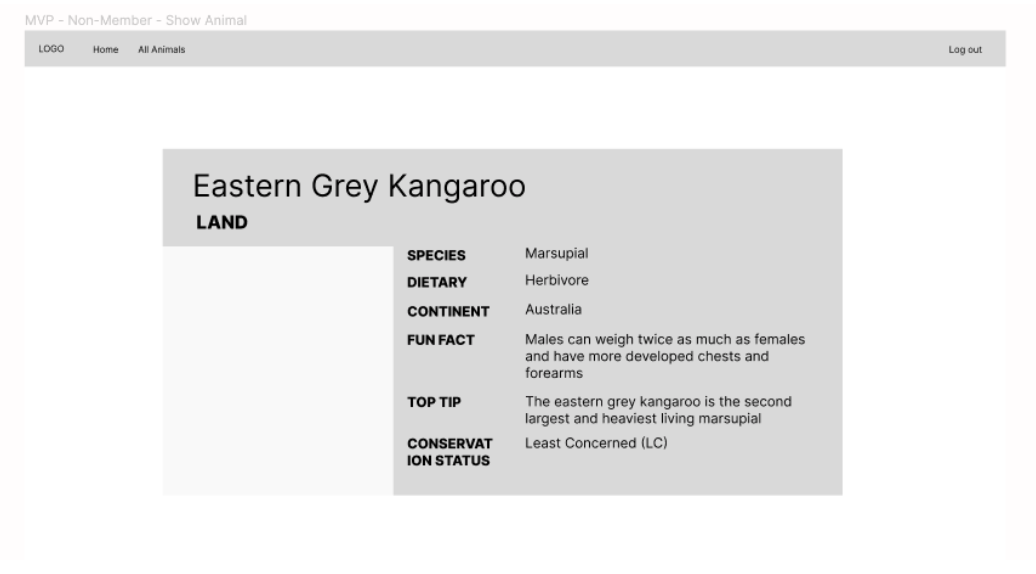 MVP - Non-Member - Show Animal
LOGO Home All Animals Log out
Eastern Grey Kangaroo
LAND
SPECIES Marsupial
DIETARY Herbivore
CONTINENT Australia
FUN FACT Males can weigh twice as much as females
and have more developed chests and
forearms
TOP TIP The eastern grey kangaroo is the second
largest and heaviest living marsupial
CONSERVAT Least Concerned (LC)
ION STATUS